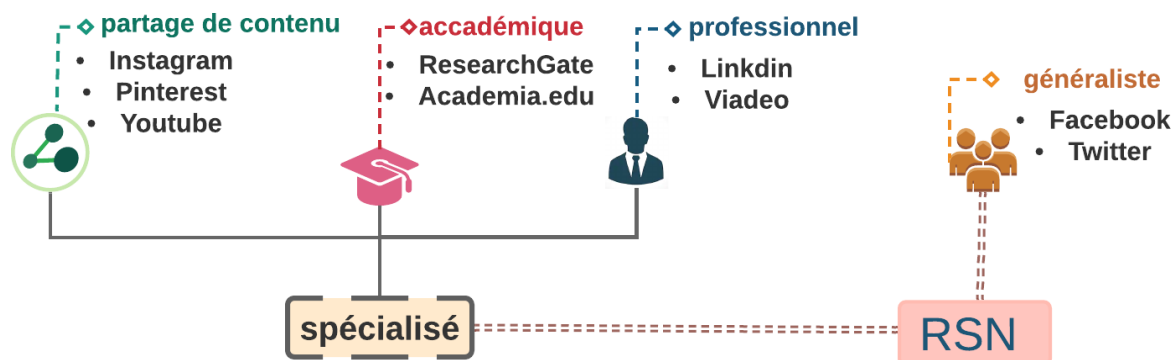 partage de contenu
• Instagram
• Pinterest
• Youtube
accadémique
• ResearchGate
• Academia.edu
professionnel
• Linkdin
• Viadeo
généraliste
• Facebook
• Twitter
spécialisé
RSN